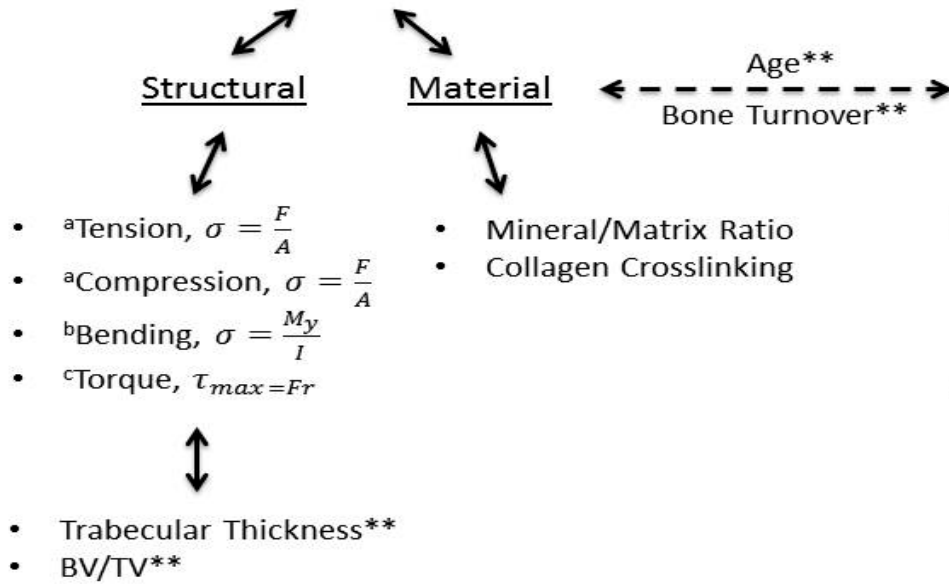 Structural Material
Age**
Bone Turnover**
• ᵃTension, σ = F/A
• ᵃCompression, σ = F/A
• ᵇBending, σ = My/I
• ᶜTorque, τmax=Fr
• Mineral/Matrix Ratio
• Collagen Crosslinking
• Trabecular Thickness**
• BV/TV**